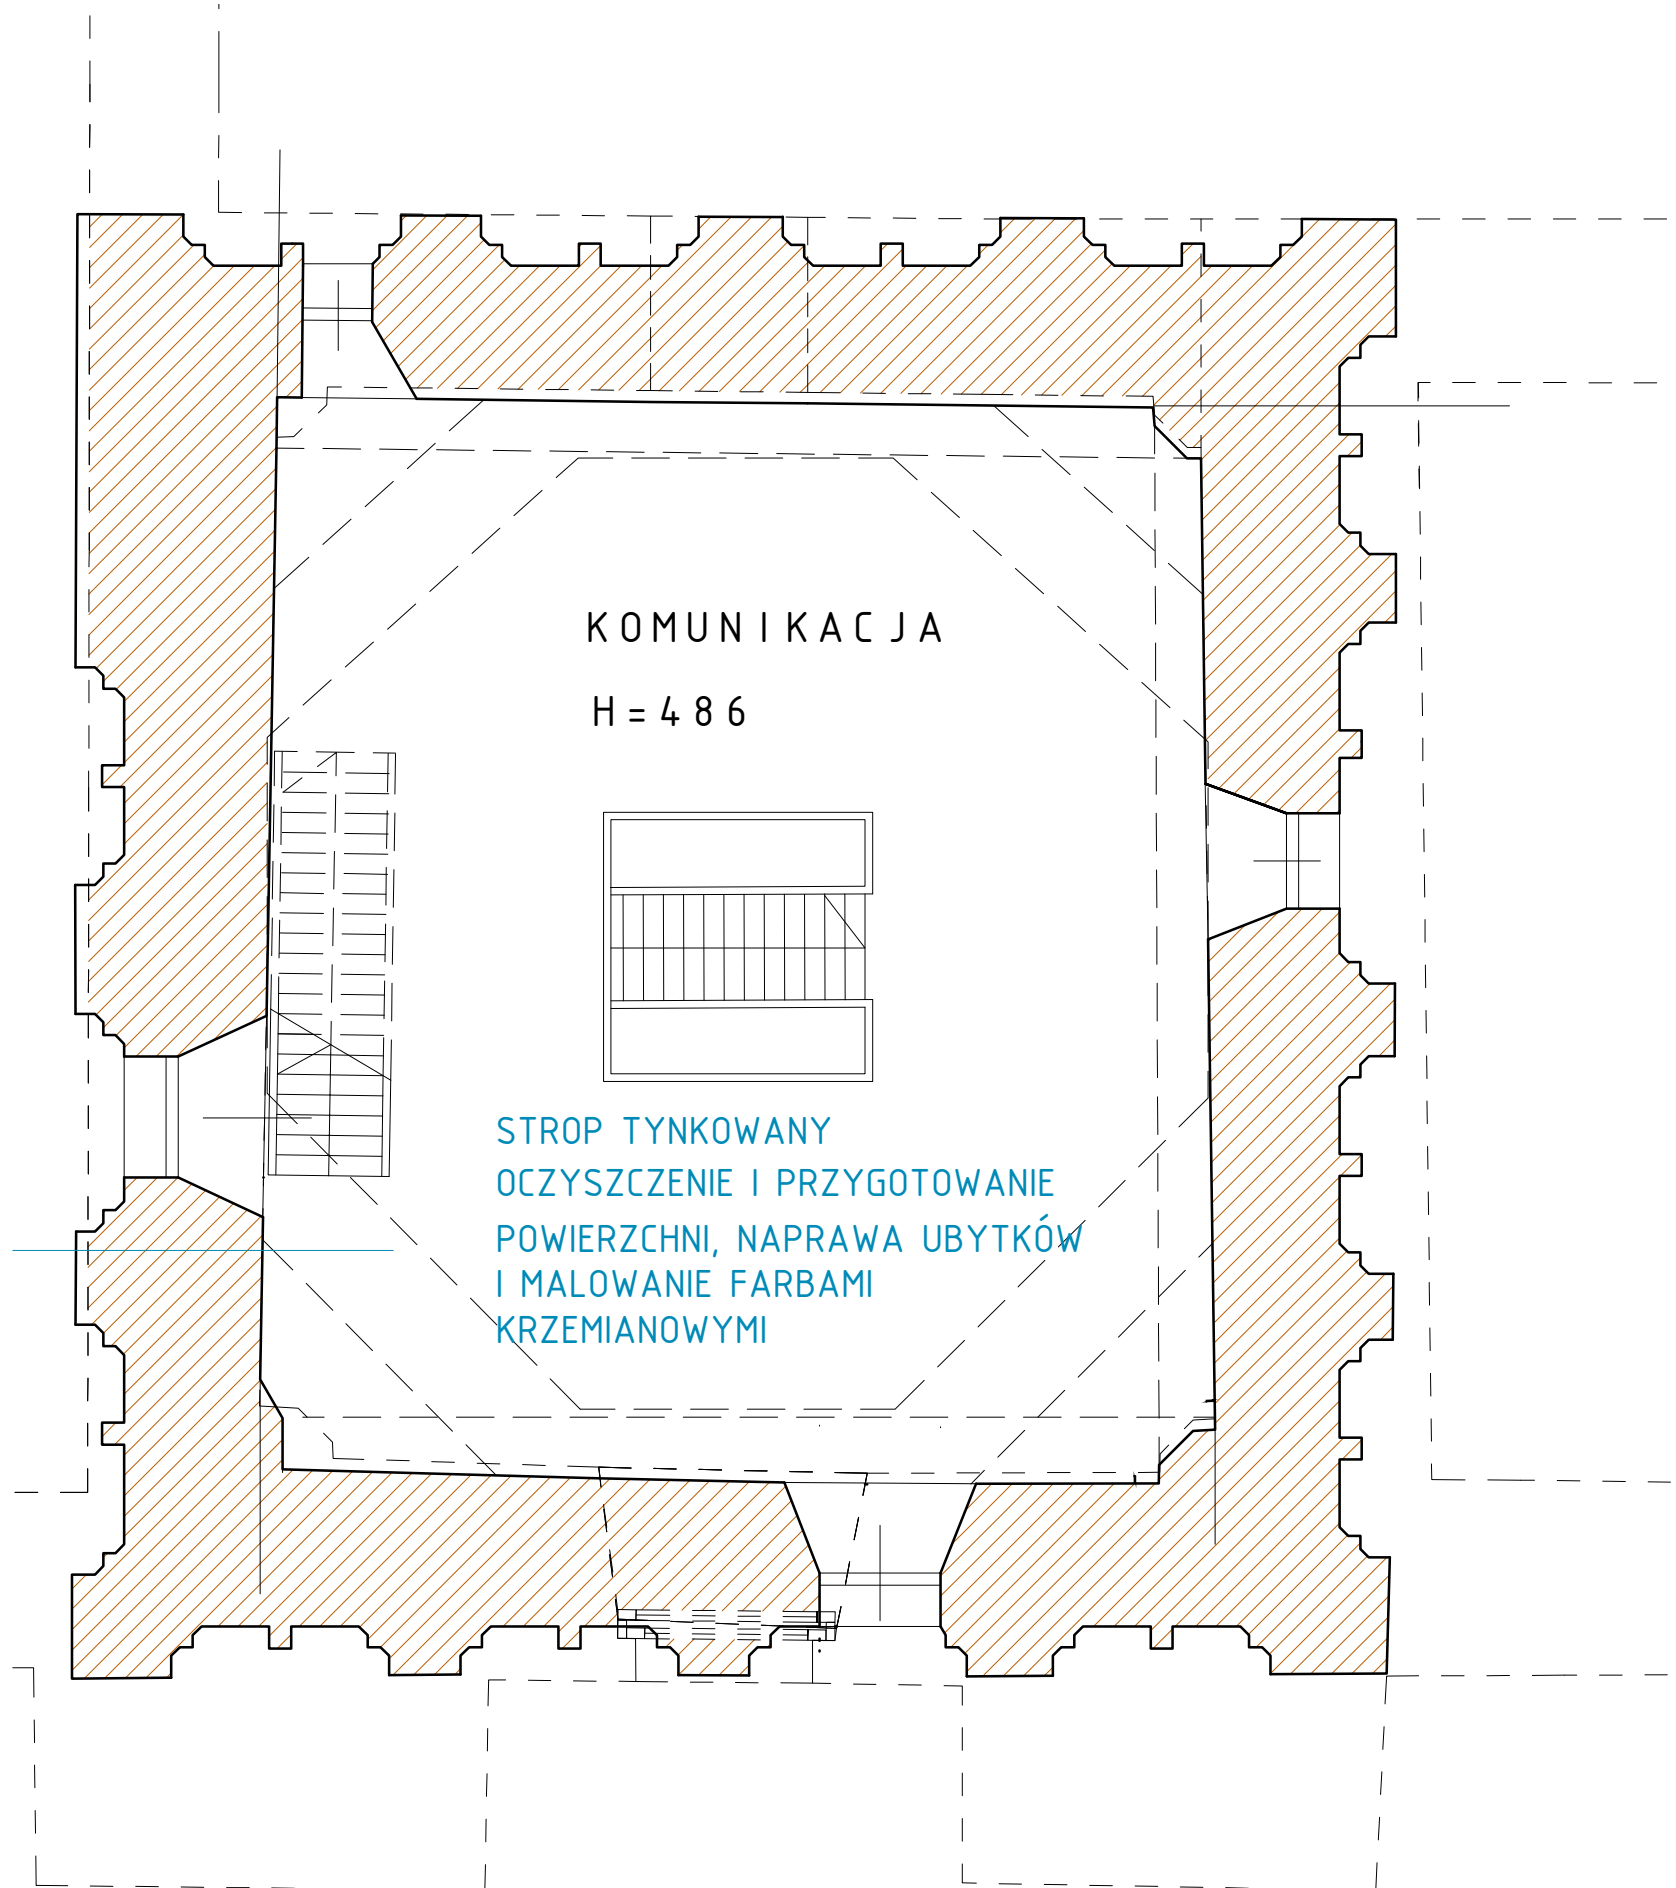 KOMUNIKACJA
H=486
STROP TYNKOWANY
OCZYSZCZENIE I PRZYGOTOWANIE
POWIERZCHNI, NAPRAWA UBYTKÓW
I MALOWANIE FARBAMI
KRZEMIANOWYMI